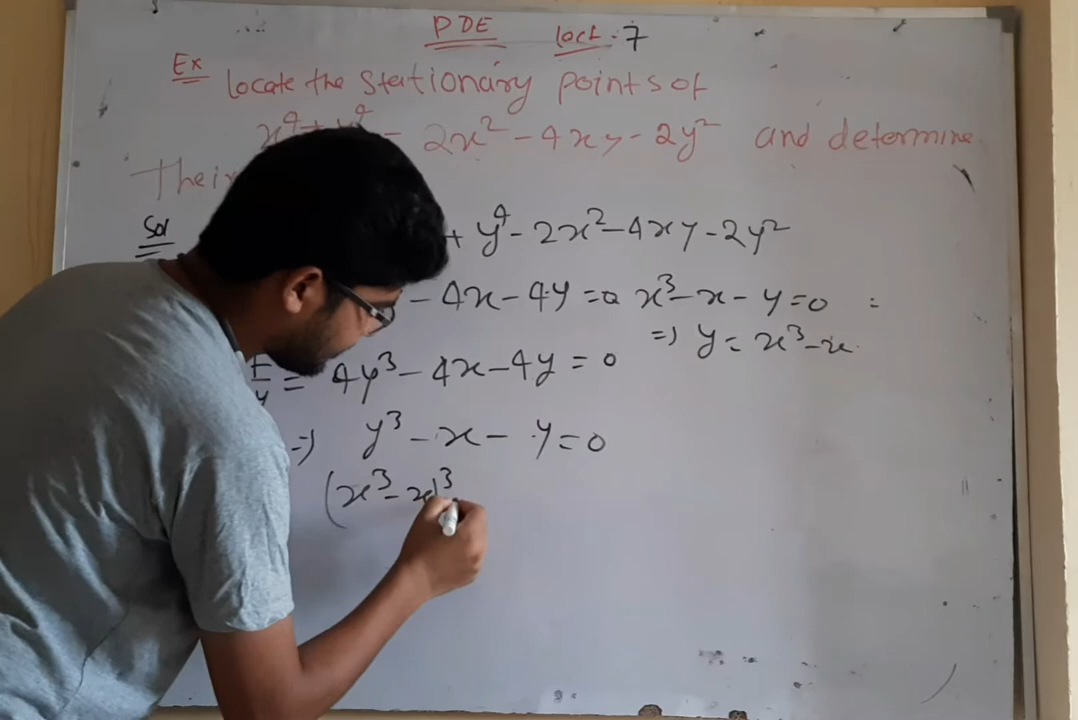 PDE lect. 7
Ex Locate the stationary points of
x⁴ + y⁴ - 2x² - 4xy - 2y² and determine
Their
Sol + y⁴ - 2x² - 4xy - 2y²
- 4x - 4y = 0 x³ - x - y = 0 =
⇒ y = x³ - x.
= 4y³ - 4x - 4y = 0
⇒ y³ - x - y = 0
(x³ - x)³